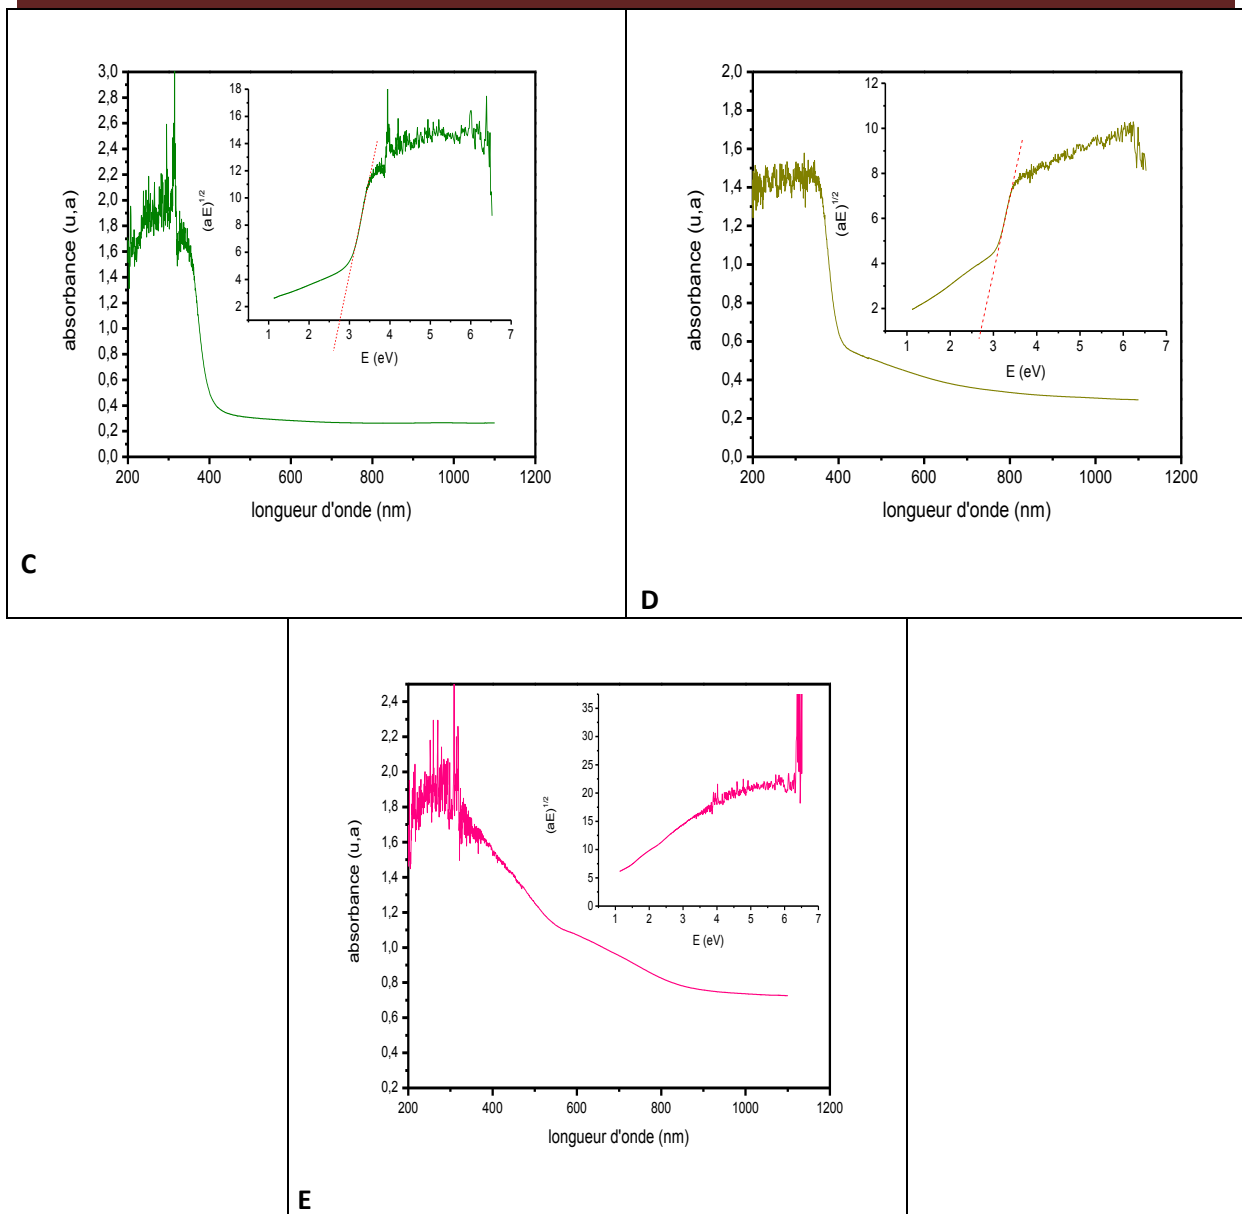 3,0
2,8
2,6
2,4
2,2
2,0
1,8
1,6
1,4
1,2
1,0
0,8
0,6
0,4
0,2
0,0
absorbance (u,a)
200 400 600 800 1000 1200
longueur d'onde (nm)
18
16
14
12
10
8
6
4
2
(aE)1/2
1 2 3 4 5 6 7
E (eV)
C
2,0
1,8
1,6
1,4
1,2
1,0
0,8
0,6
0,4
0,2
0,0
absorbance (u,a)
200 400 600 800 1000 1200
longueur d'onde (nm)
12
10
8
6
4
2
(aE)1/2
1 2 3 4 5 6 7
E (eV)
D
2,4
2,2
2,0
1,8
1,6
1,4
1,2
1,0
0,8
0,6
0,4
0,2
absorbance (u,a)
200 400 600 800 1000 1200
longueur d'onde (nm)
35
30
25
20
15
10
5
0
(aE)1/2
1 2 3 4 5 6 7
E (eV)
E